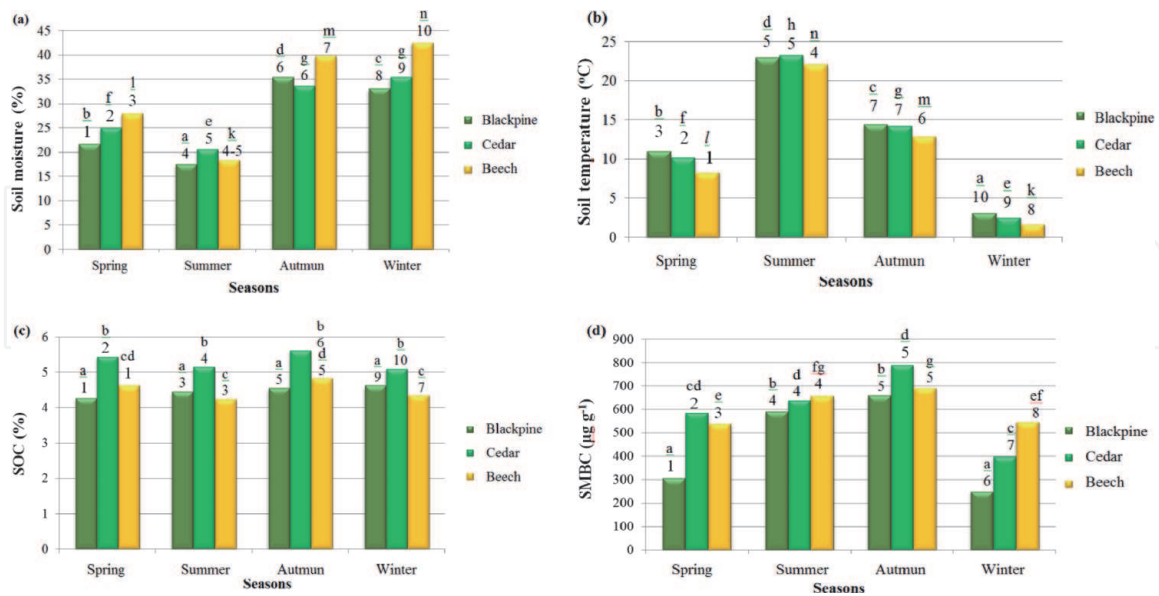 (a)
Soil moisture (%)
45
40
35
30
25
20
15
10
5
0
b
1
f
2
l
3
a
4
e
5
k
4-5
d
6
g
6
m
7
c
8
g
9
n
10
Spring
Summer
Autmun
Winter
Seasons
Blackpine
Cedar
Beech
(b)
Soil temperature (°C)
25
20
15
10
5
0
b
3
f
2
l
1
d
5
h
5
n
4
c
7
g
7
m
6
a
10
e
9
k
8
Spring
Summer
Autmun
Winter
Seasons
Blackpine
Cedar
Beech
(c)
SOC (%)
6
5
4
3
2
1
0
a
1
b
2
cd
1
a
3
b
4
c
3
a
5
b
6
d
5
a
9
b
10
c
7
Spring
Summer
Autmun
Winter
Seasons
Blackpine
Cedar
Beech
(d)
SMBC (µg g-1)
900
800
700
600
500
400
300
200
100
0
a
1
cd
2
e
3
b
4
d
4
fg
4
b
5
d
5
g
5
a
6
c
7
ef
8
Spring
Summer
Autmun
Winter
Seasons
Blackpine
Cedar
Beech